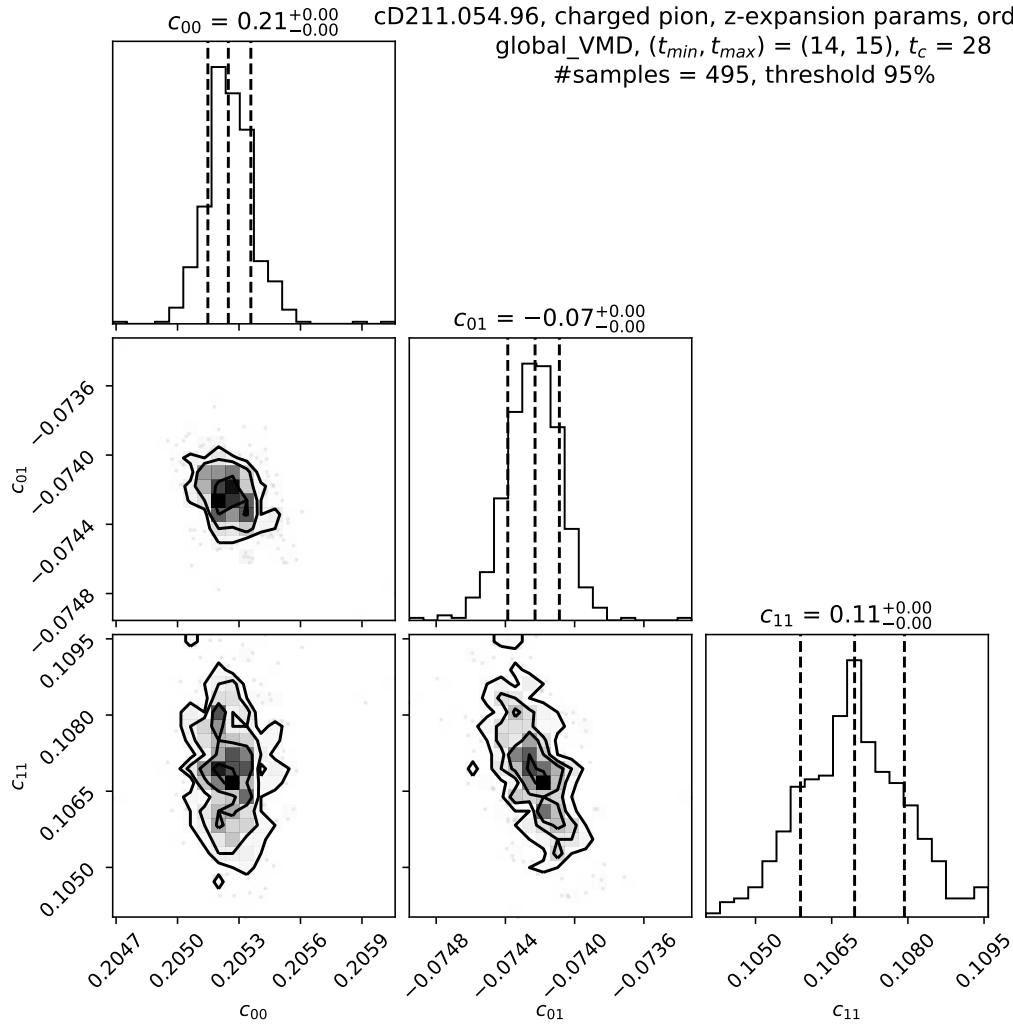 cD211.054.96, charged pion, z-expansion params, ord
global_VMD, (t_min, t_max) = (14, 15), t_c = 28
#samples = 495, threshold 95%
c_00 = 0.21^{+0.00}_{-0.00}
c_01 = −0.07^{+0.00}_{-0.00}
−0.0736
−0.0740
−0.0744
−0.0748
c_01
c_11 = 0.11^{+0.00}_{-0.00}
0.1095
0.1080
0.1065
0.1050
c_11
0.2047
0.2050
0.2053
0.2056
0.2059
c_00
−0.0748
−0.0744
−0.0740
−0.0736
c_01
0.1050
0.1065
0.1080
0.1095
c_11